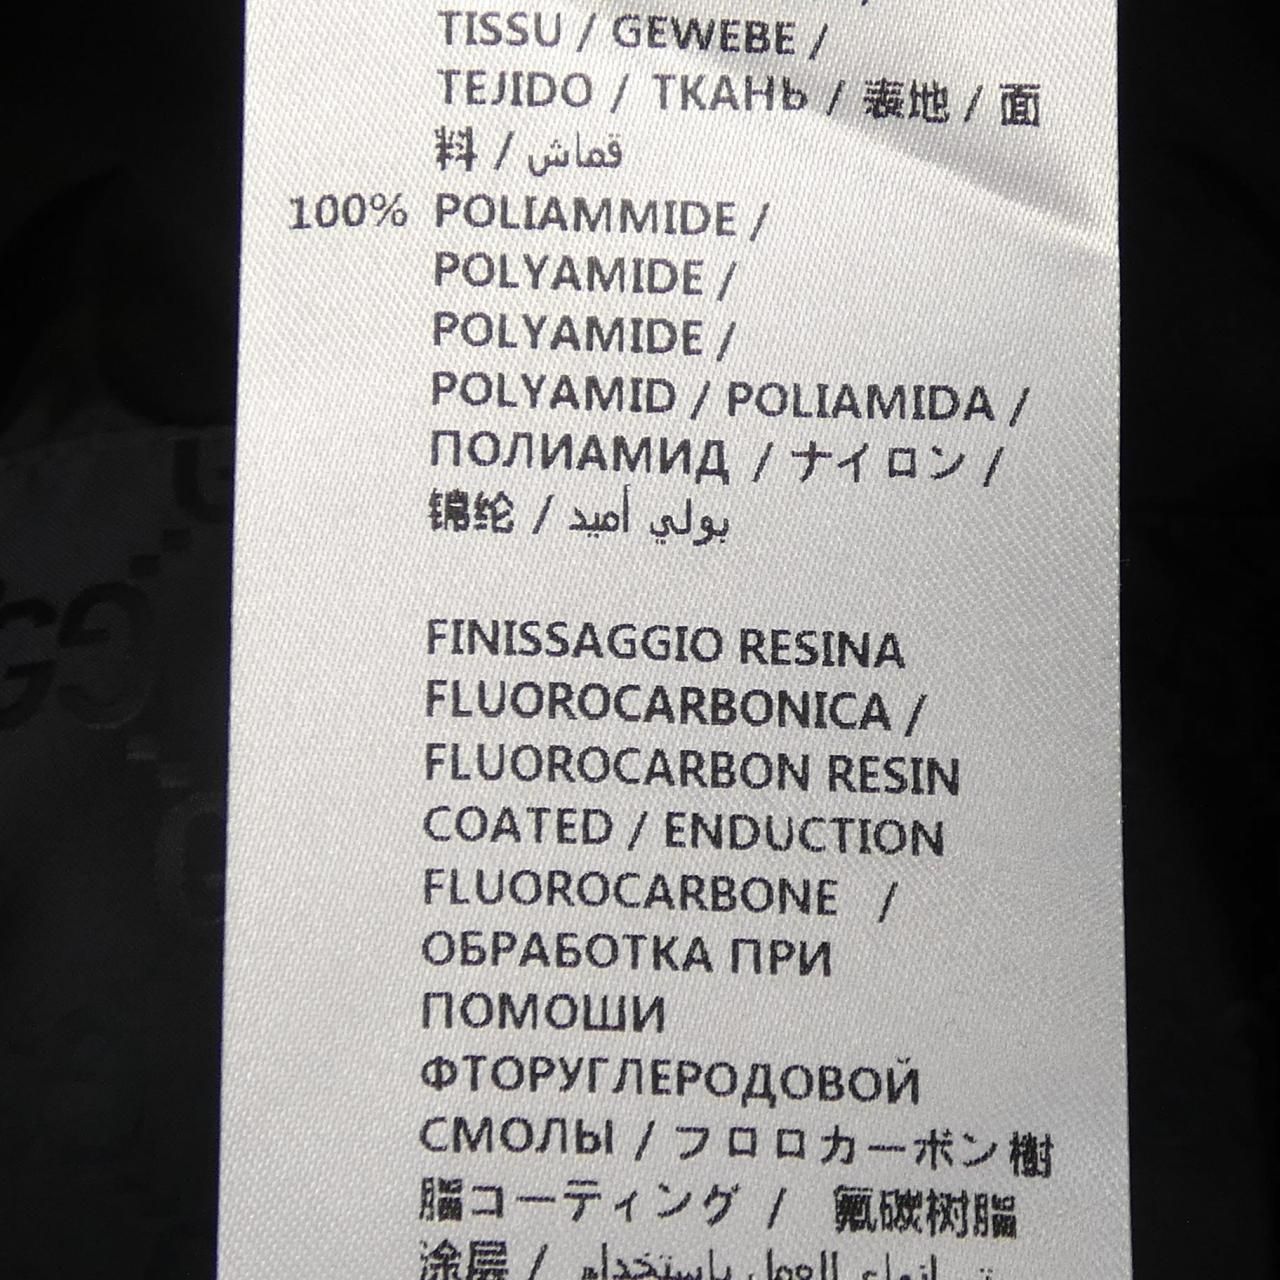 TISSU / GEWEBE /
TEJIDO / ТКАНЬ / 表地 / 面
料 / قماش
100% POLIAMMIDE /
POLYAMIDE /
POLYAMIDE /
POLYAMID / POLIAMIDA /
ПОЛИАМИД / ナイロン /
锦纶 / بولي أميد
FINISSAGGIO RESINA
FLUOROCARBONICA /
FLUOROCARBON RESIN
COATED / ENDUCTION
FLUOROCARBONE /
ОБРАБОТКА ПРИ
ПОМОШИ
ФТОРУГЛЕРОДОВОЙ
СМОЛЫ / フロロカーボン樹
脂コーティング / 氟碳树脂
涂层 / باستخدام